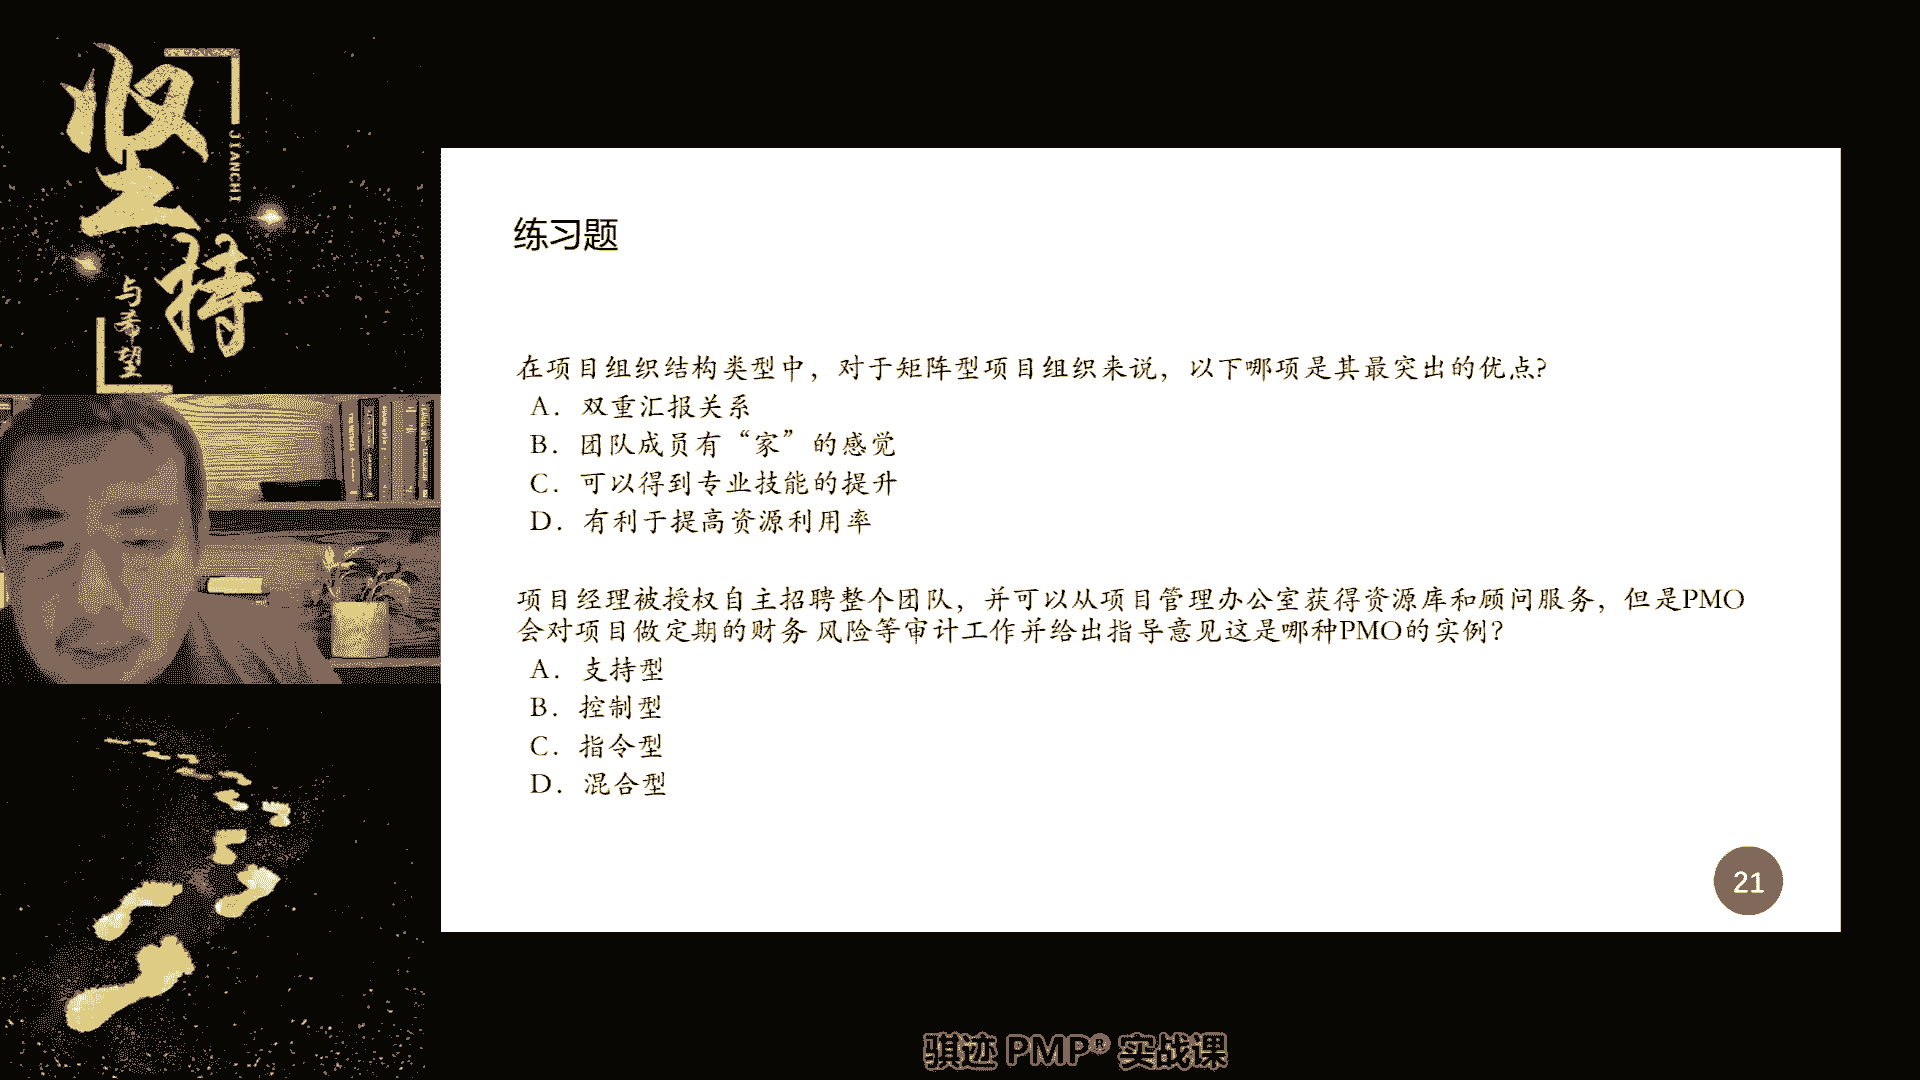 坚持
JIANCHI
与希望
练习题
在项目组织结构类型中，对于矩阵型项目组织来说，以下哪项是其最突出的优点?
A. 双重汇报关系
B. 团队成员有“家”的感觉
C. 可以得到专业技能的提升
D. 有利于提高资源利用率
项目经理被授权自主招聘整个团队，并可以从项目管理办公室获得资源库和顾问服务，但是PMO
会对项目做定期的财务 风险等审计工作并给出指导意见这是哪种PMO的实例?
A. 支持型
B. 控制型
C. 指令型
D. 混合型
21
骐迹 PMP® 实战课